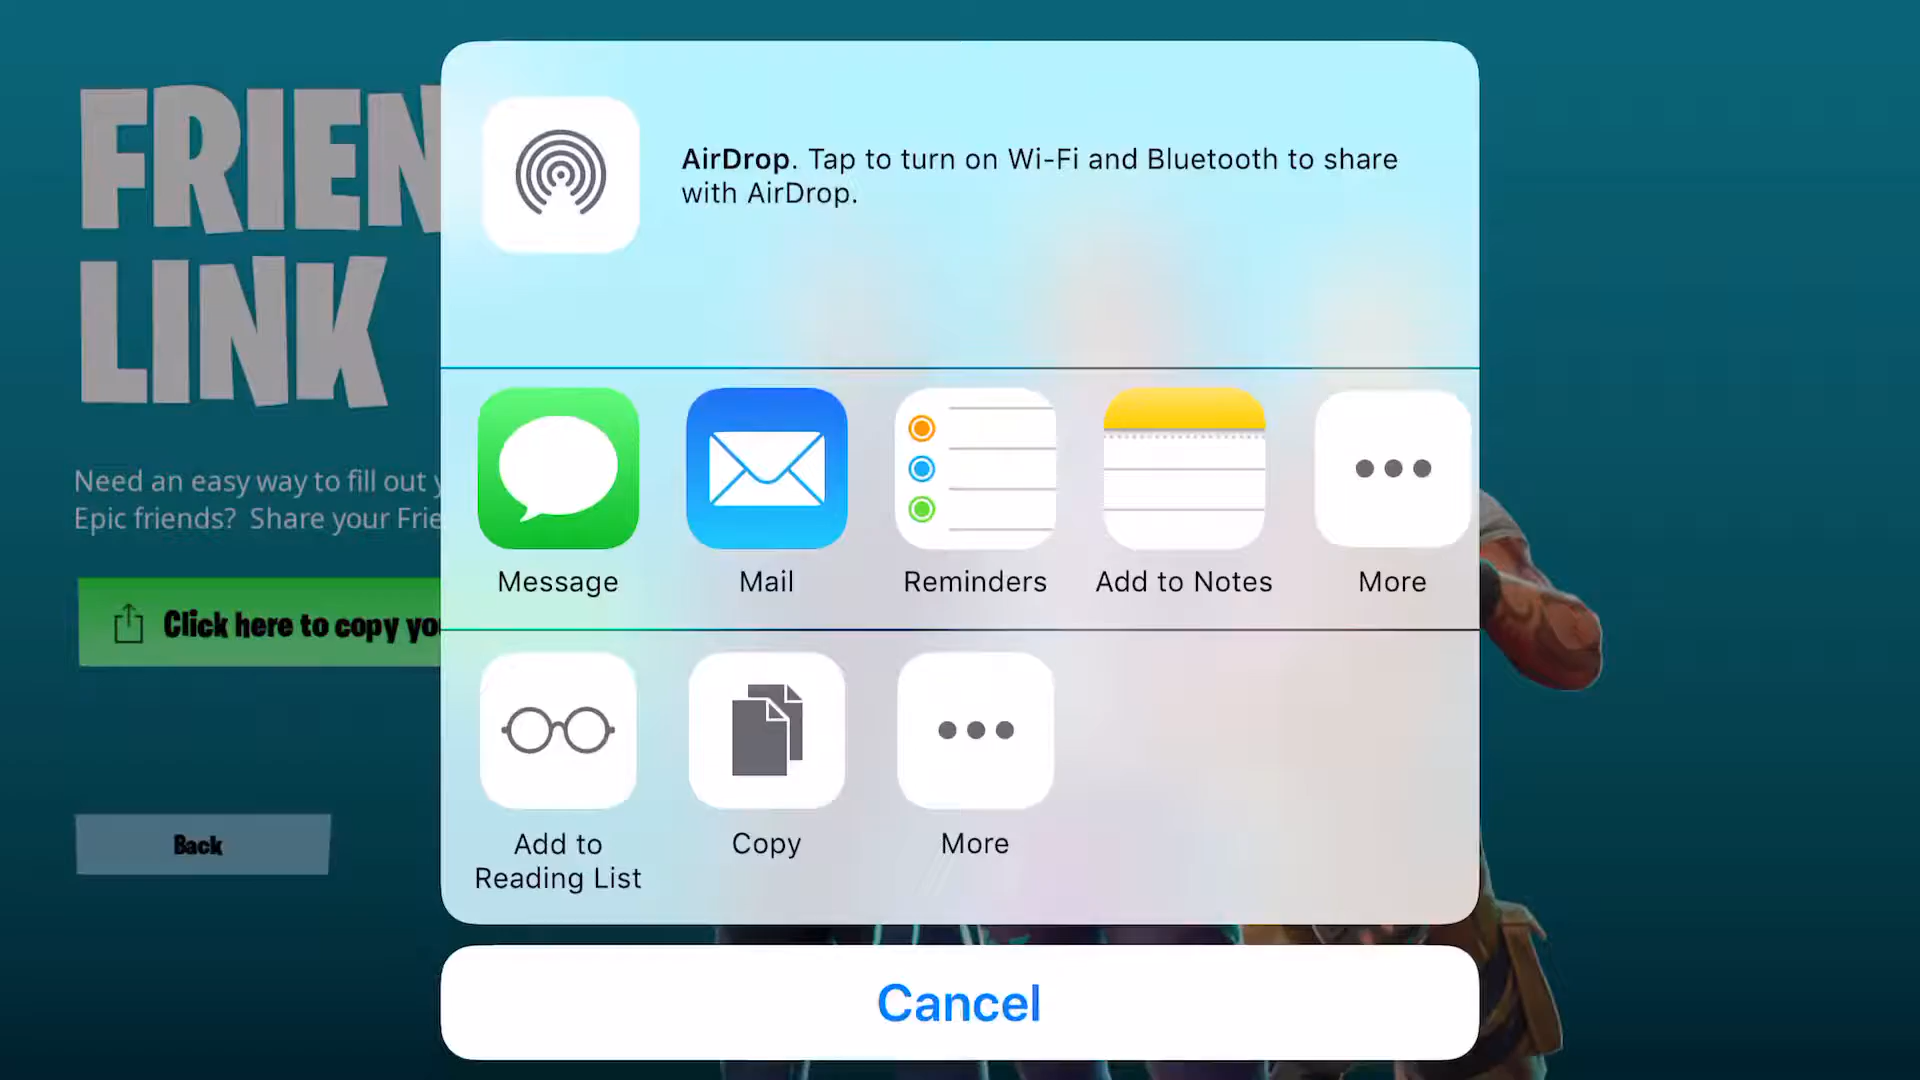 FRIEN
LINK
Need an easy way to fill out
Epic friends? Share your Frie
Click here to copy yo
Back
AirDrop. Tap to turn on Wi-Fi and Bluetooth to share
with AirDrop.
Message
Mail
Reminders
Add to Notes
More
Add to
Reading List
Copy
More
Cancel